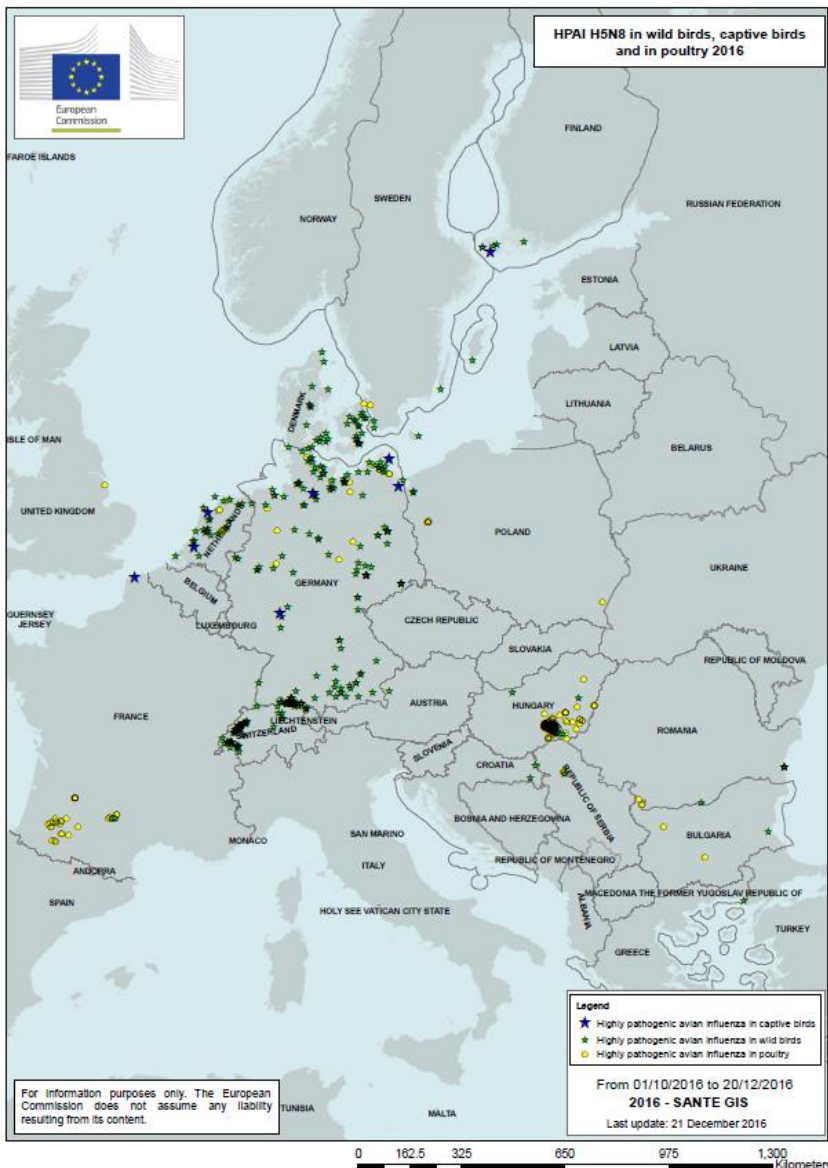 European
Commission
HPAI H5N8 in wild birds, captive birds
and in poultry 2016
FINLAND
FAROE ISLANDS
SWEDEN
RUSSIAN FEDERATION
NORWAY
ESTONIA
LATVIA
DENMARK
LITHUANIA
ISLE OF MAN
BELARUS
UNITED KINGDOM
NETHERLANDS
POLAND
GERMANY
UKRAINE
BELGIUM
GUERNSEY
JERSEY
LUXEMBOURG
CZECH REPUBLIC
SLOVAKIA
REPUBLIC OF MOLDOVA
AUSTRIA
HUNGARY
FRANCE
LIECHTENSTEIN
SWITZERLAND
ROMANIA
SLOVENIA
CROATIA
REPUBLIC OF SERBIA
BOSNIA AND HERZEGOVINA
BULGARIA
MONACO
SAN MARINO
ITALY
REPUBLIC OF MONTENEGRO
ANDORRA
SPAIN
MACEDONIA THE FORMER YUGOSLAV REPUBLIC OF
ALBANIA
HOLY SEE VATICAN CITY STATE
TURKEY
GREECE
Legend
Highly pathogenic avian influenza in captive birds
Highly pathogenic avian influenza in wild birds
Highly pathogenic avian influenza in poultry
From 01/10/2016 to 20/12/2016
2016 - SANTE GIS
Last update: 21 December 2016
For information purposes only. The European
Commission does not assume any liability
resulting from its content.
TUNISIA
MALTA
0 162.5 325 650 975 1,300
Kilometers